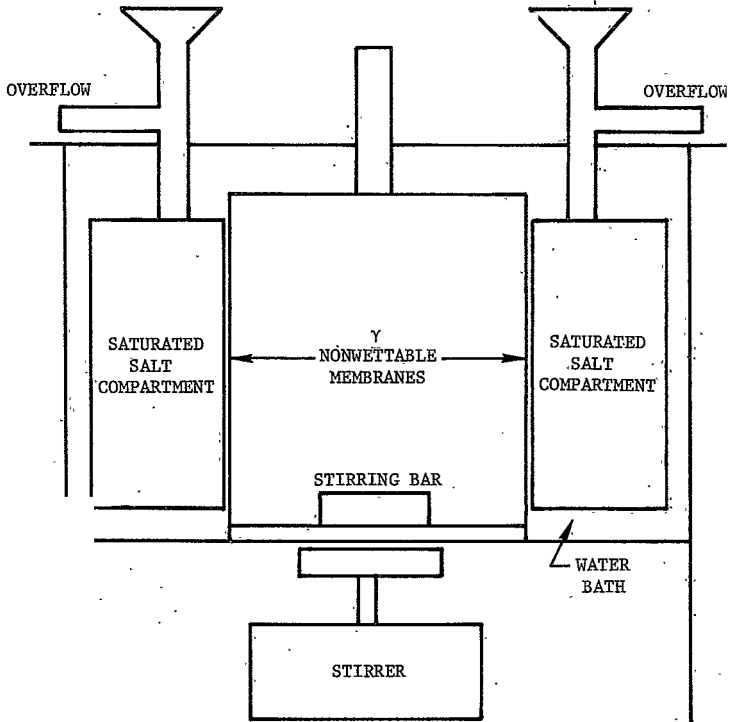 OVERFLOW
OVERFLOW
SATURATED
SALT
COMPARTMENT
γ
NONWETTABLE
MEMBRANES
SATURATED
SALT
COMPARTMENT
STIRRING BAR
WATER
BATH
STIRRER